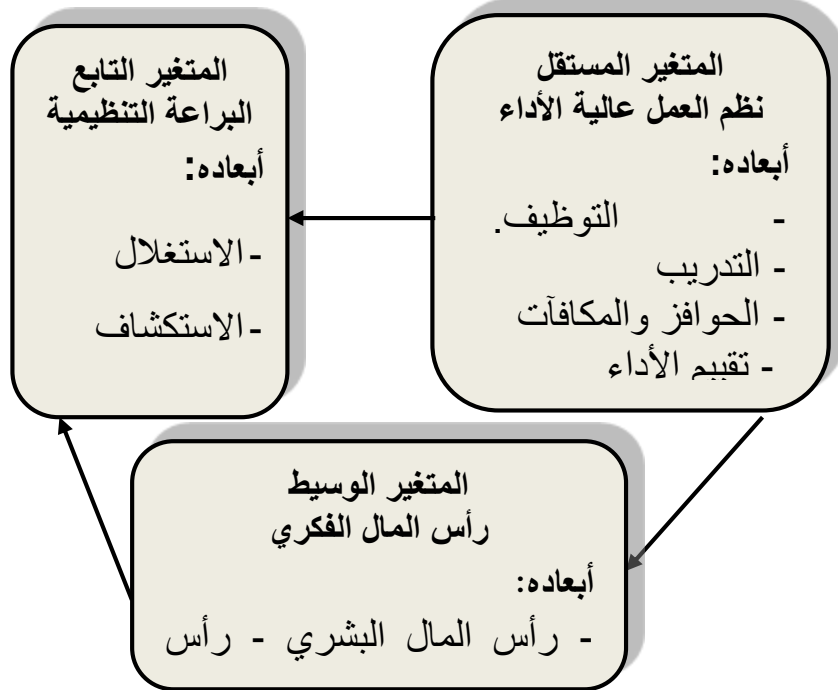 المتغير المستقل
نظم العمل عالية الأداء
أبعاده:
- التوظيف.
- التدريب
- الحوافز والمكافآت
- تقييم الأداء
المتغير التابع
البراعة التنظيمية
أبعاده:
-الاستغلال
-الاستكشاف
المتغير الوسيط
رأس المال الفكري
أبعاده:
- رأس المال البشري - رأس